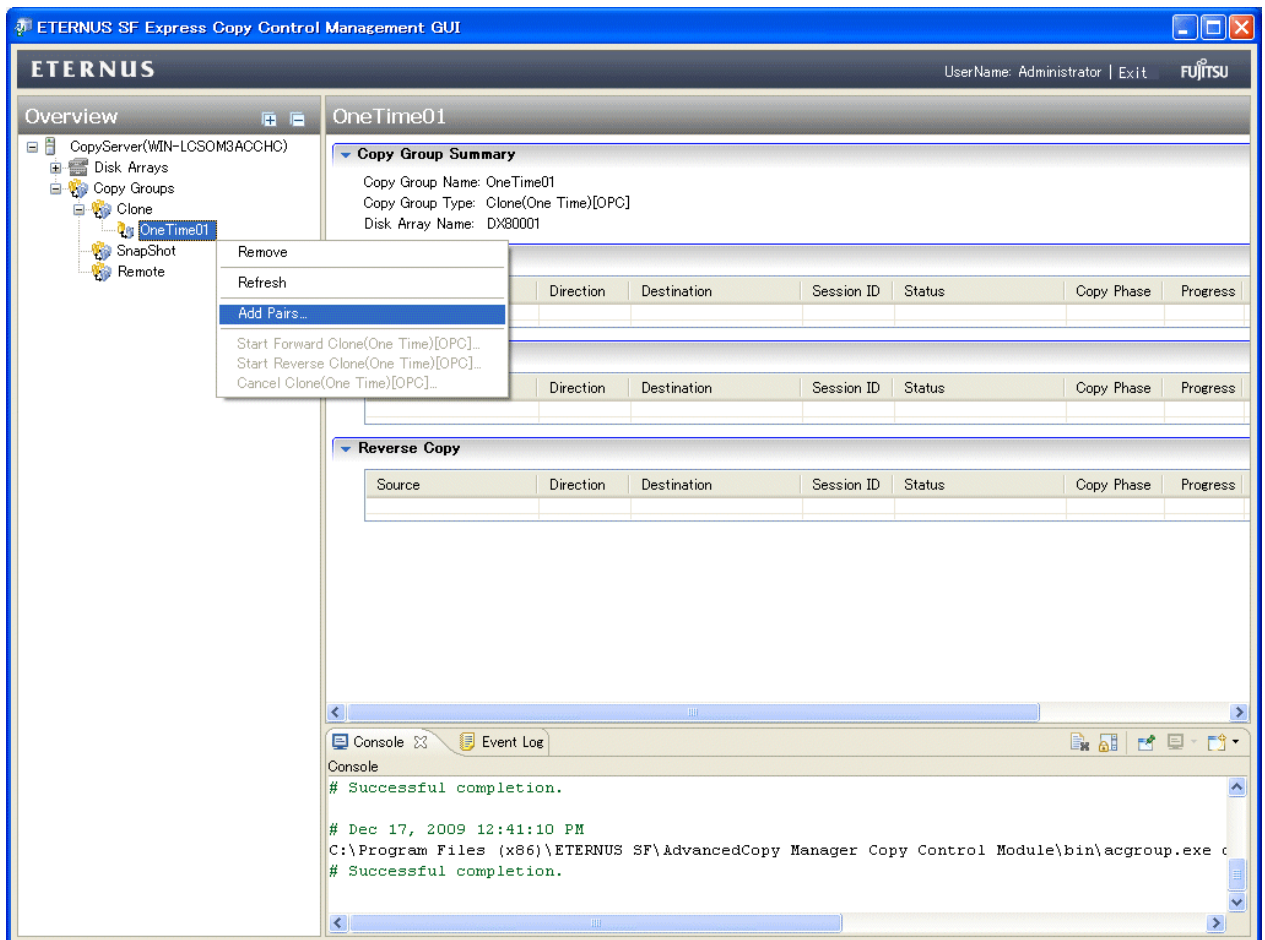 ETERNUS SF Express Copy Control Management GUI
ETERNUS
UserName: Administrator | Exit
FUJITSU
Overview
CopyServer(WIN-LCSOM3ACCHC)
Disk Arrays
Copy Groups
Clone
OneTime01
SnapShot
Remote
Remove
Refresh
Add Pairs...
Start Forward Clone(One Time)[OPC]...
Start Reverse Clone(One Time)[OPC]...
Cancel Clone(One Time)[OPC]...
OneTime01
Copy Group Summary
Copy Group Name: OneTime01
Copy Group Type: Clone(One Time)[OPC]
Disk Array Name: DX80001
Direction Destination Session ID Status Copy Phase Progress
Direction Destination Session ID Status Copy Phase Progress
Reverse Copy
Source Direction Destination Session ID Status Copy Phase Progress
Console Event Log
Console
# Successful completion.
# Dec 17, 2009 12:41:10 PM
C:\Program Files (x86)\ETERNUS SF\AdvancedCopy Manager Copy Control Module\bin\acgroup.exe
# Successful completion.